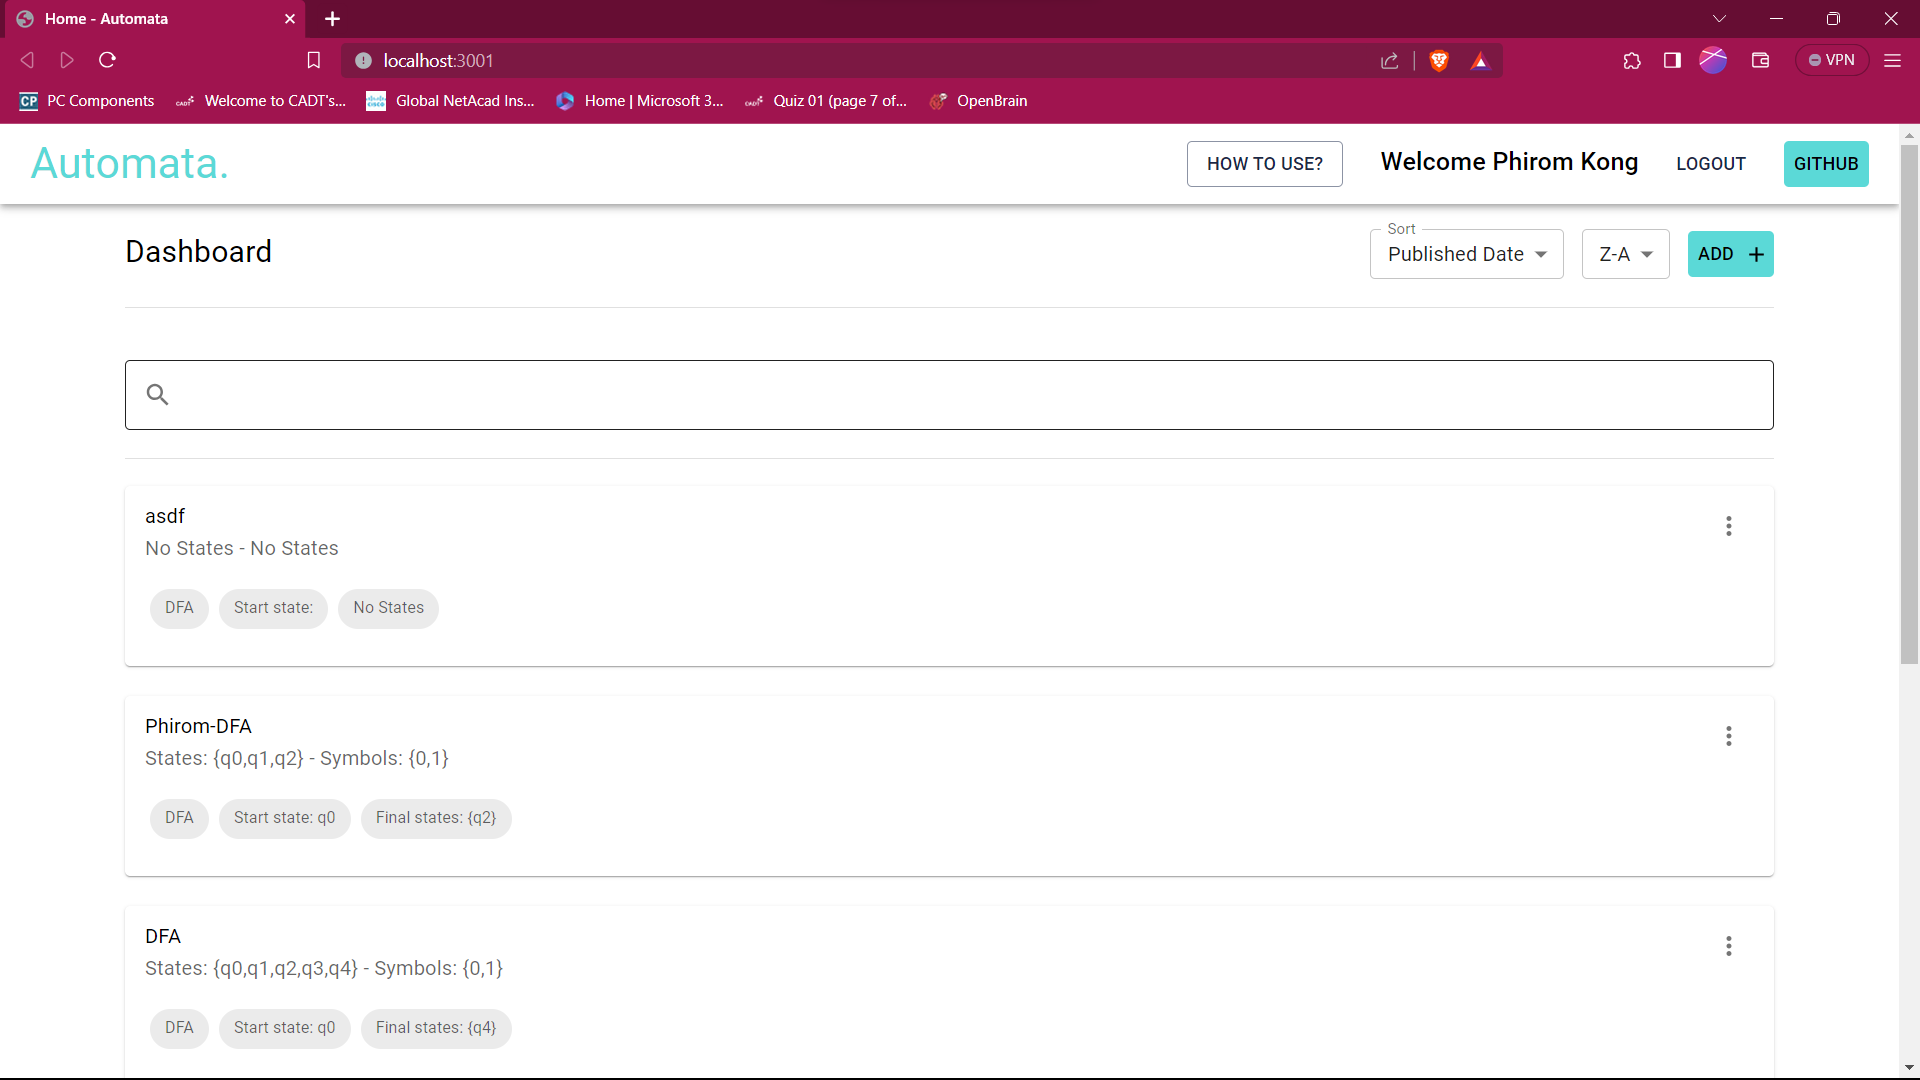 Home - Automata
localhost:3001
VPN
CP PC Components
CADT Welcome to CADT's...
CISCO Global NetAcad Ins...
Home | Microsoft 3...
CADT Quiz 01 (page 7 of...
OpenBrain
Automata.
HOW TO USE?
Welcome Phirom Kong
LOGOUT
GITHUB
Dashboard
Sort
Published Date
Z-A
ADD +
asdf
No States - No States
DFA
Start state:
No States
Phirom-DFA
States: {q0,q1,q2} - Symbols: {0,1}
DFA
Start state: q0
Final states: {q2}
DFA
States: {q0,q1,q2,q3,q4} - Symbols: {0,1}
DFA
Start state: q0
Final states: {q4}